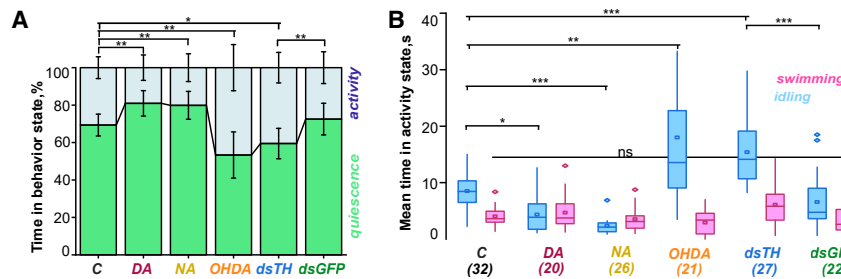 A
Time in behavior state,%
100
80
60
40
20
0
*
**
**
**
**
activity
quiescence
C DA NA OHDA dsTH dsGFP
B
Mean time in activity state,s
40
30
20
10
0
***
***
**
***
*
ns
swimming
idling
C DA NA OHDA dsTH dsGF
(32) (20) (26) (21) (27) (22